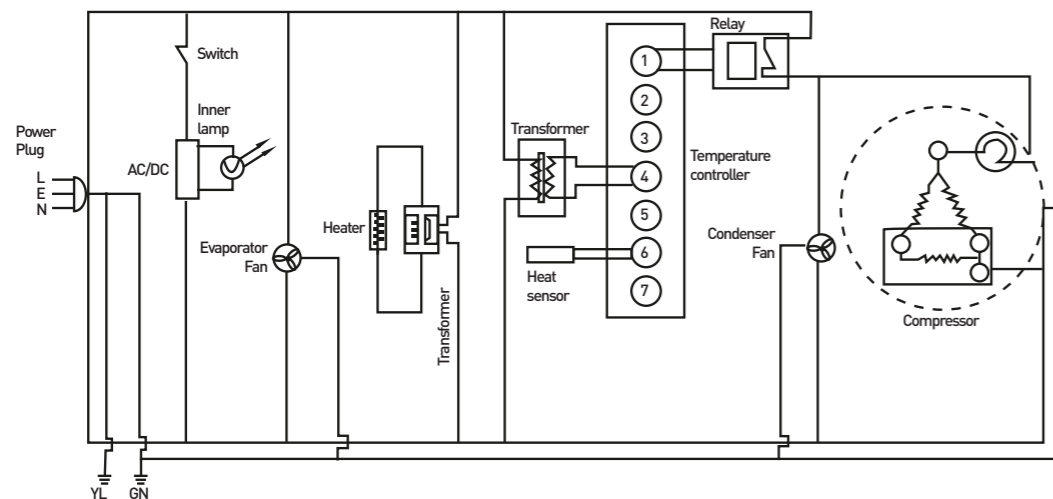 Relay
Switch
Inner
lamp
Power
Plug
L
E
N
AC/DC
Heater
Evaporator
Fan
Transformer
Transformer
1
2
3
4
5
6
7
Temperature
controller
Heat
sensor
Condenser
Fan
Compressor
YL
GN